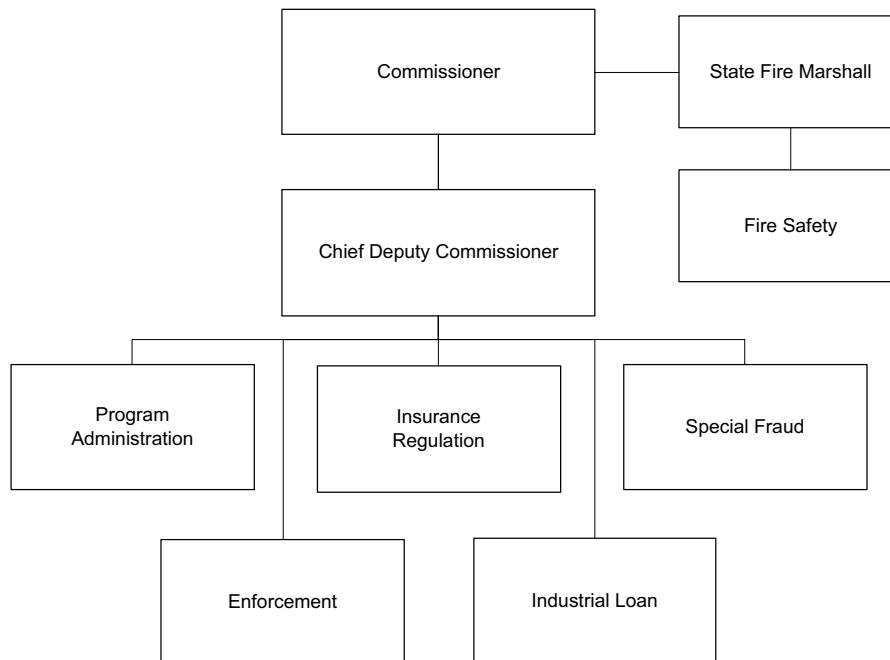 Commissioner
State Fire Marshall
Fire Safety
Chief Deputy Commissioner
Program
Administration
Insurance
Regulation
Special Fraud
Enforcement
Industrial Loan